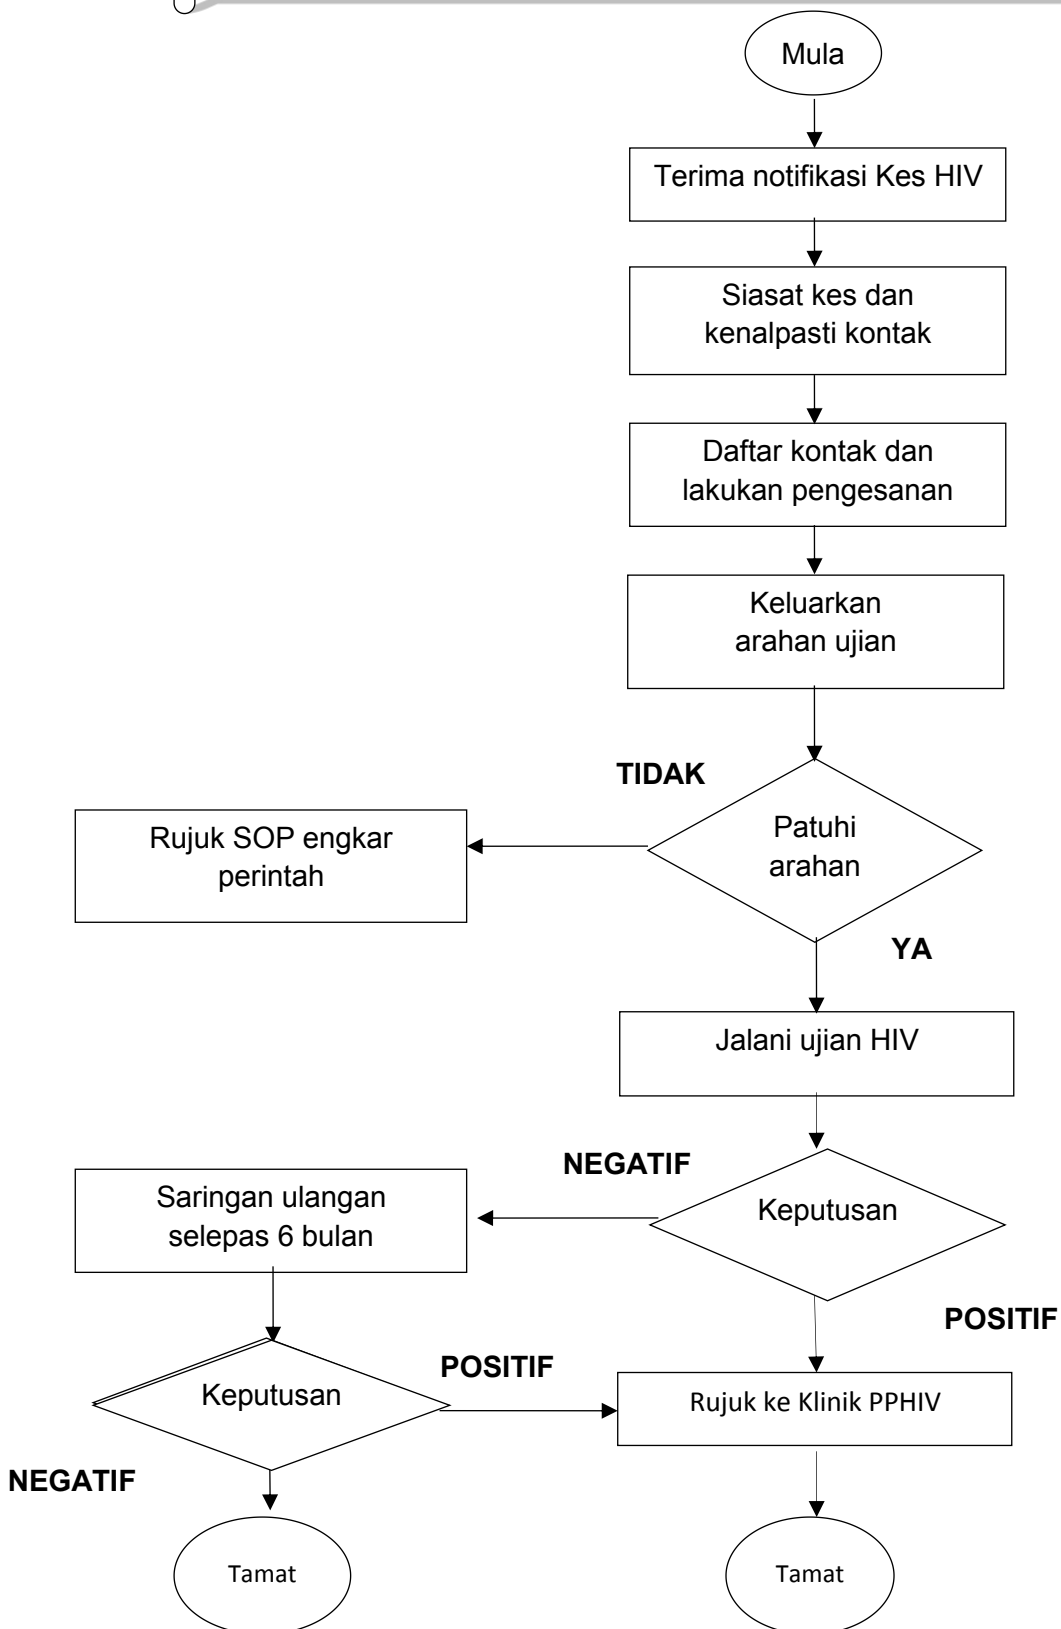 Mula
Terima notifikasi Kes HIV
Siasat kes dan
kenalpasti kontak
Daftar kontak dan
lakukan pengesanan
Keluarkan
arahan ujian
TIDAK
Patuhi
arahan
Rujuk SOP engkar
perintah
YA
Jalani ujian HIV
NEGATIF
Keputusan
Saringan ulangan
selepas 6 bulan
POSITIF
Keputusan
POSITIF
Rujuk ke Klinik PPHIV
NEGATIF
Tamat
Tamat